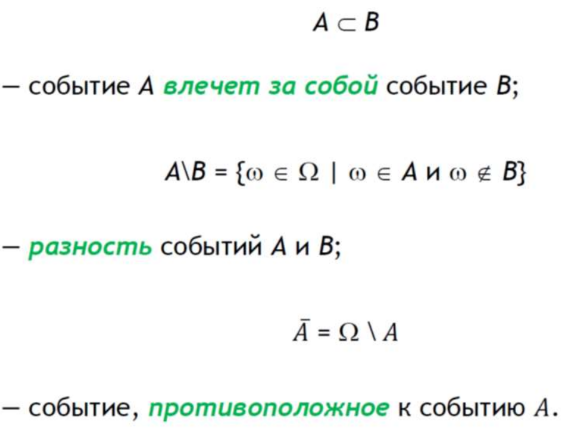 A ⊂ B
— событие A влечет за собой событие B;
A\B = {ω ∈ Ω | ω ∈ A и ω ∉ B}
— разность событий A и B;
Ā = Ω \ A
— событие, противоположное к событию A.